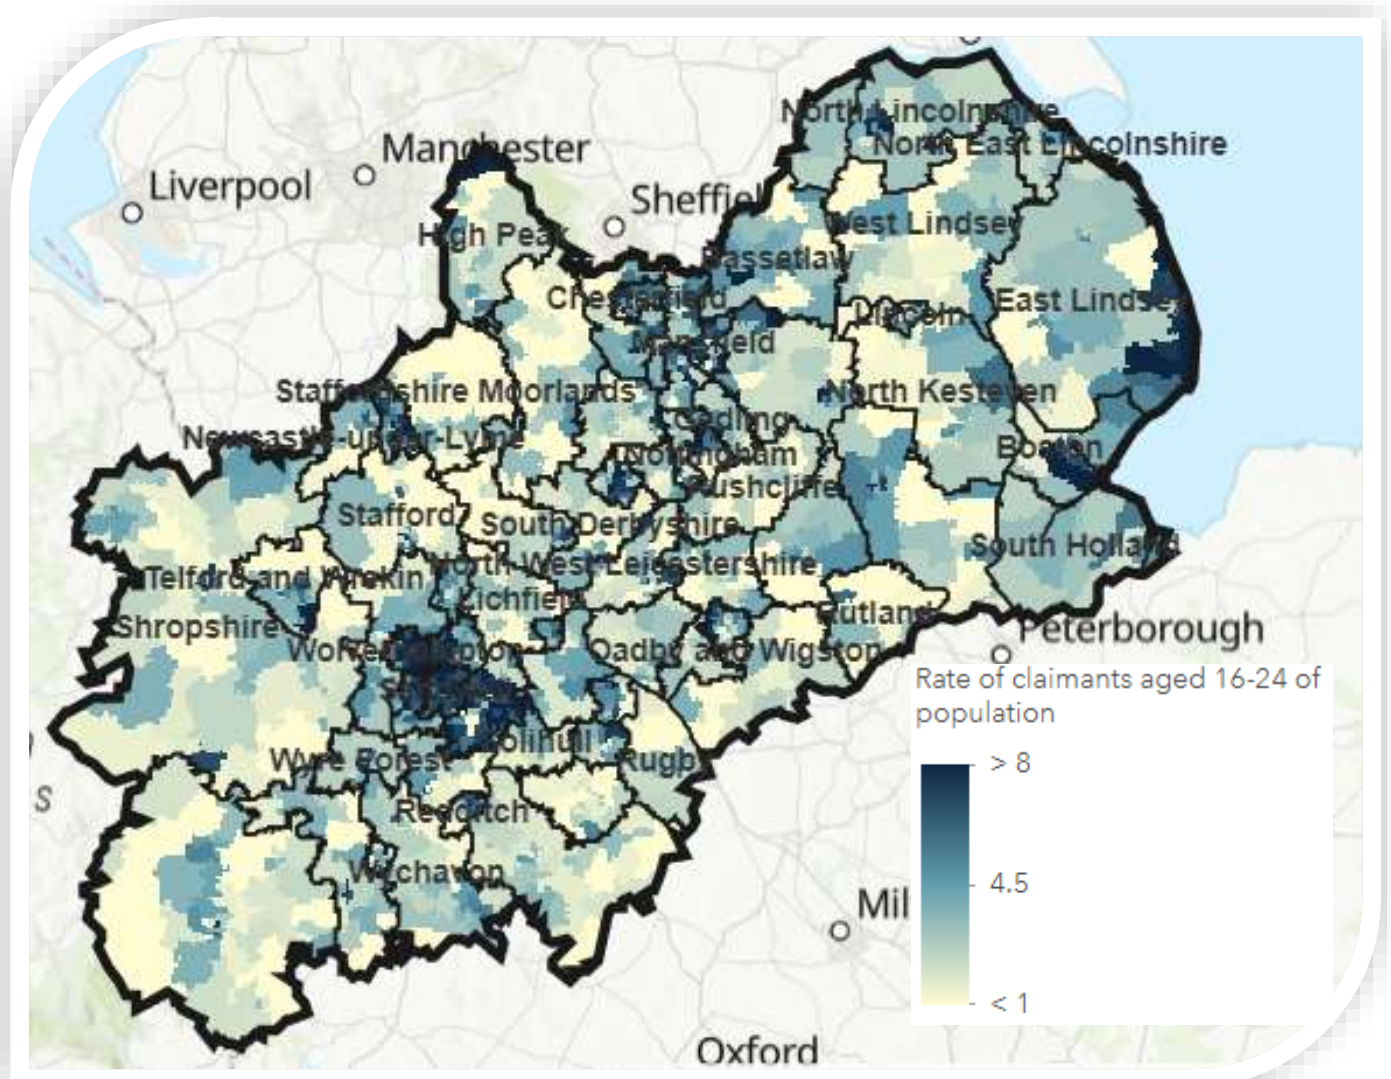 North Lincolnshire
North East Lincolnshire
Manchester
Liverpool
Sheffiel
West Lindsey
High Peak
Bassetlaw
Chesterfield
East Lindsey
Lincoln
Mansfield
Staffordshire Moorlands
North Kesteven
Gedling
Newcastle-under-Lyme
Boston
Nottingham
Rushcliffe
Stafford
South Derbyshire
South Holland
North West Leicestershire
Telford and Wrekin
Lichfield
Rutland
Shropshire
Peterborough
Wolverhampton
Oadby and Wigston
Rate of claimants aged 16-24 of
population
Solihull
Wyre Forest
Rugby
> 8
S
Redditch
Wychavon
4.5
Mil
< 1
Oxford